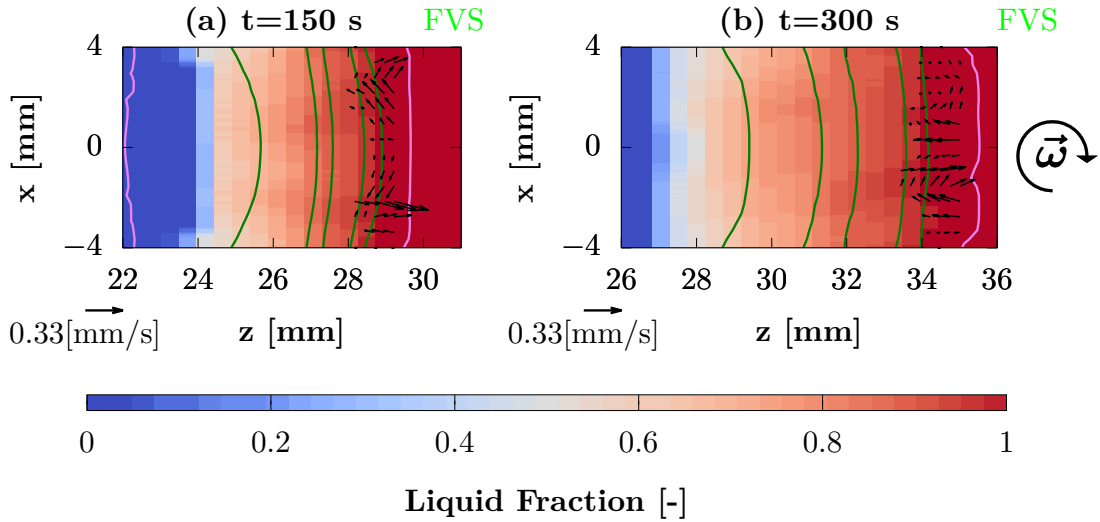 (a) t=150 s FVS
(b) t=300 s FVS
4
0
−4
x [mm]
22 24 26 28 30
z [mm]
0.33[mm/s]
4
0
−4
x [mm]
26 28 30 32 34 36
z [mm]
0.33[mm/s]
ω
0 0.2 0.4 0.6 0.8 1
Liquid Fraction [-]